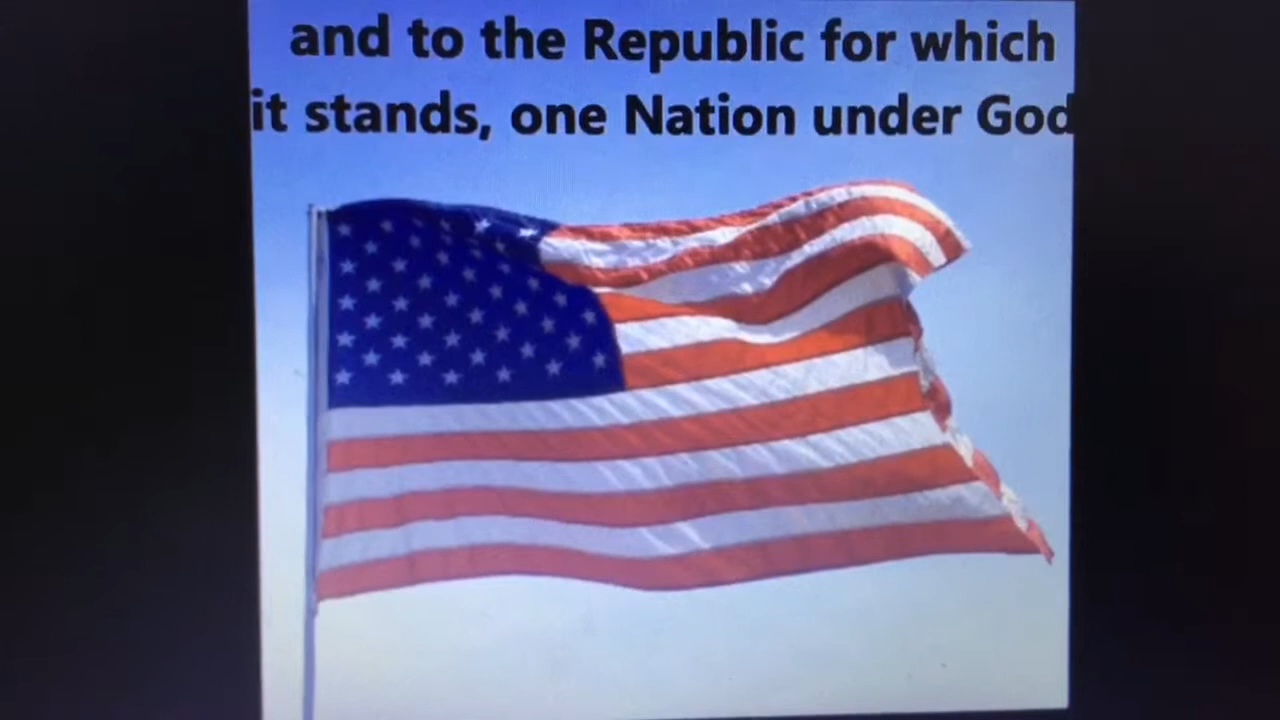 and to the Republic for which
it stands, one Nation under God